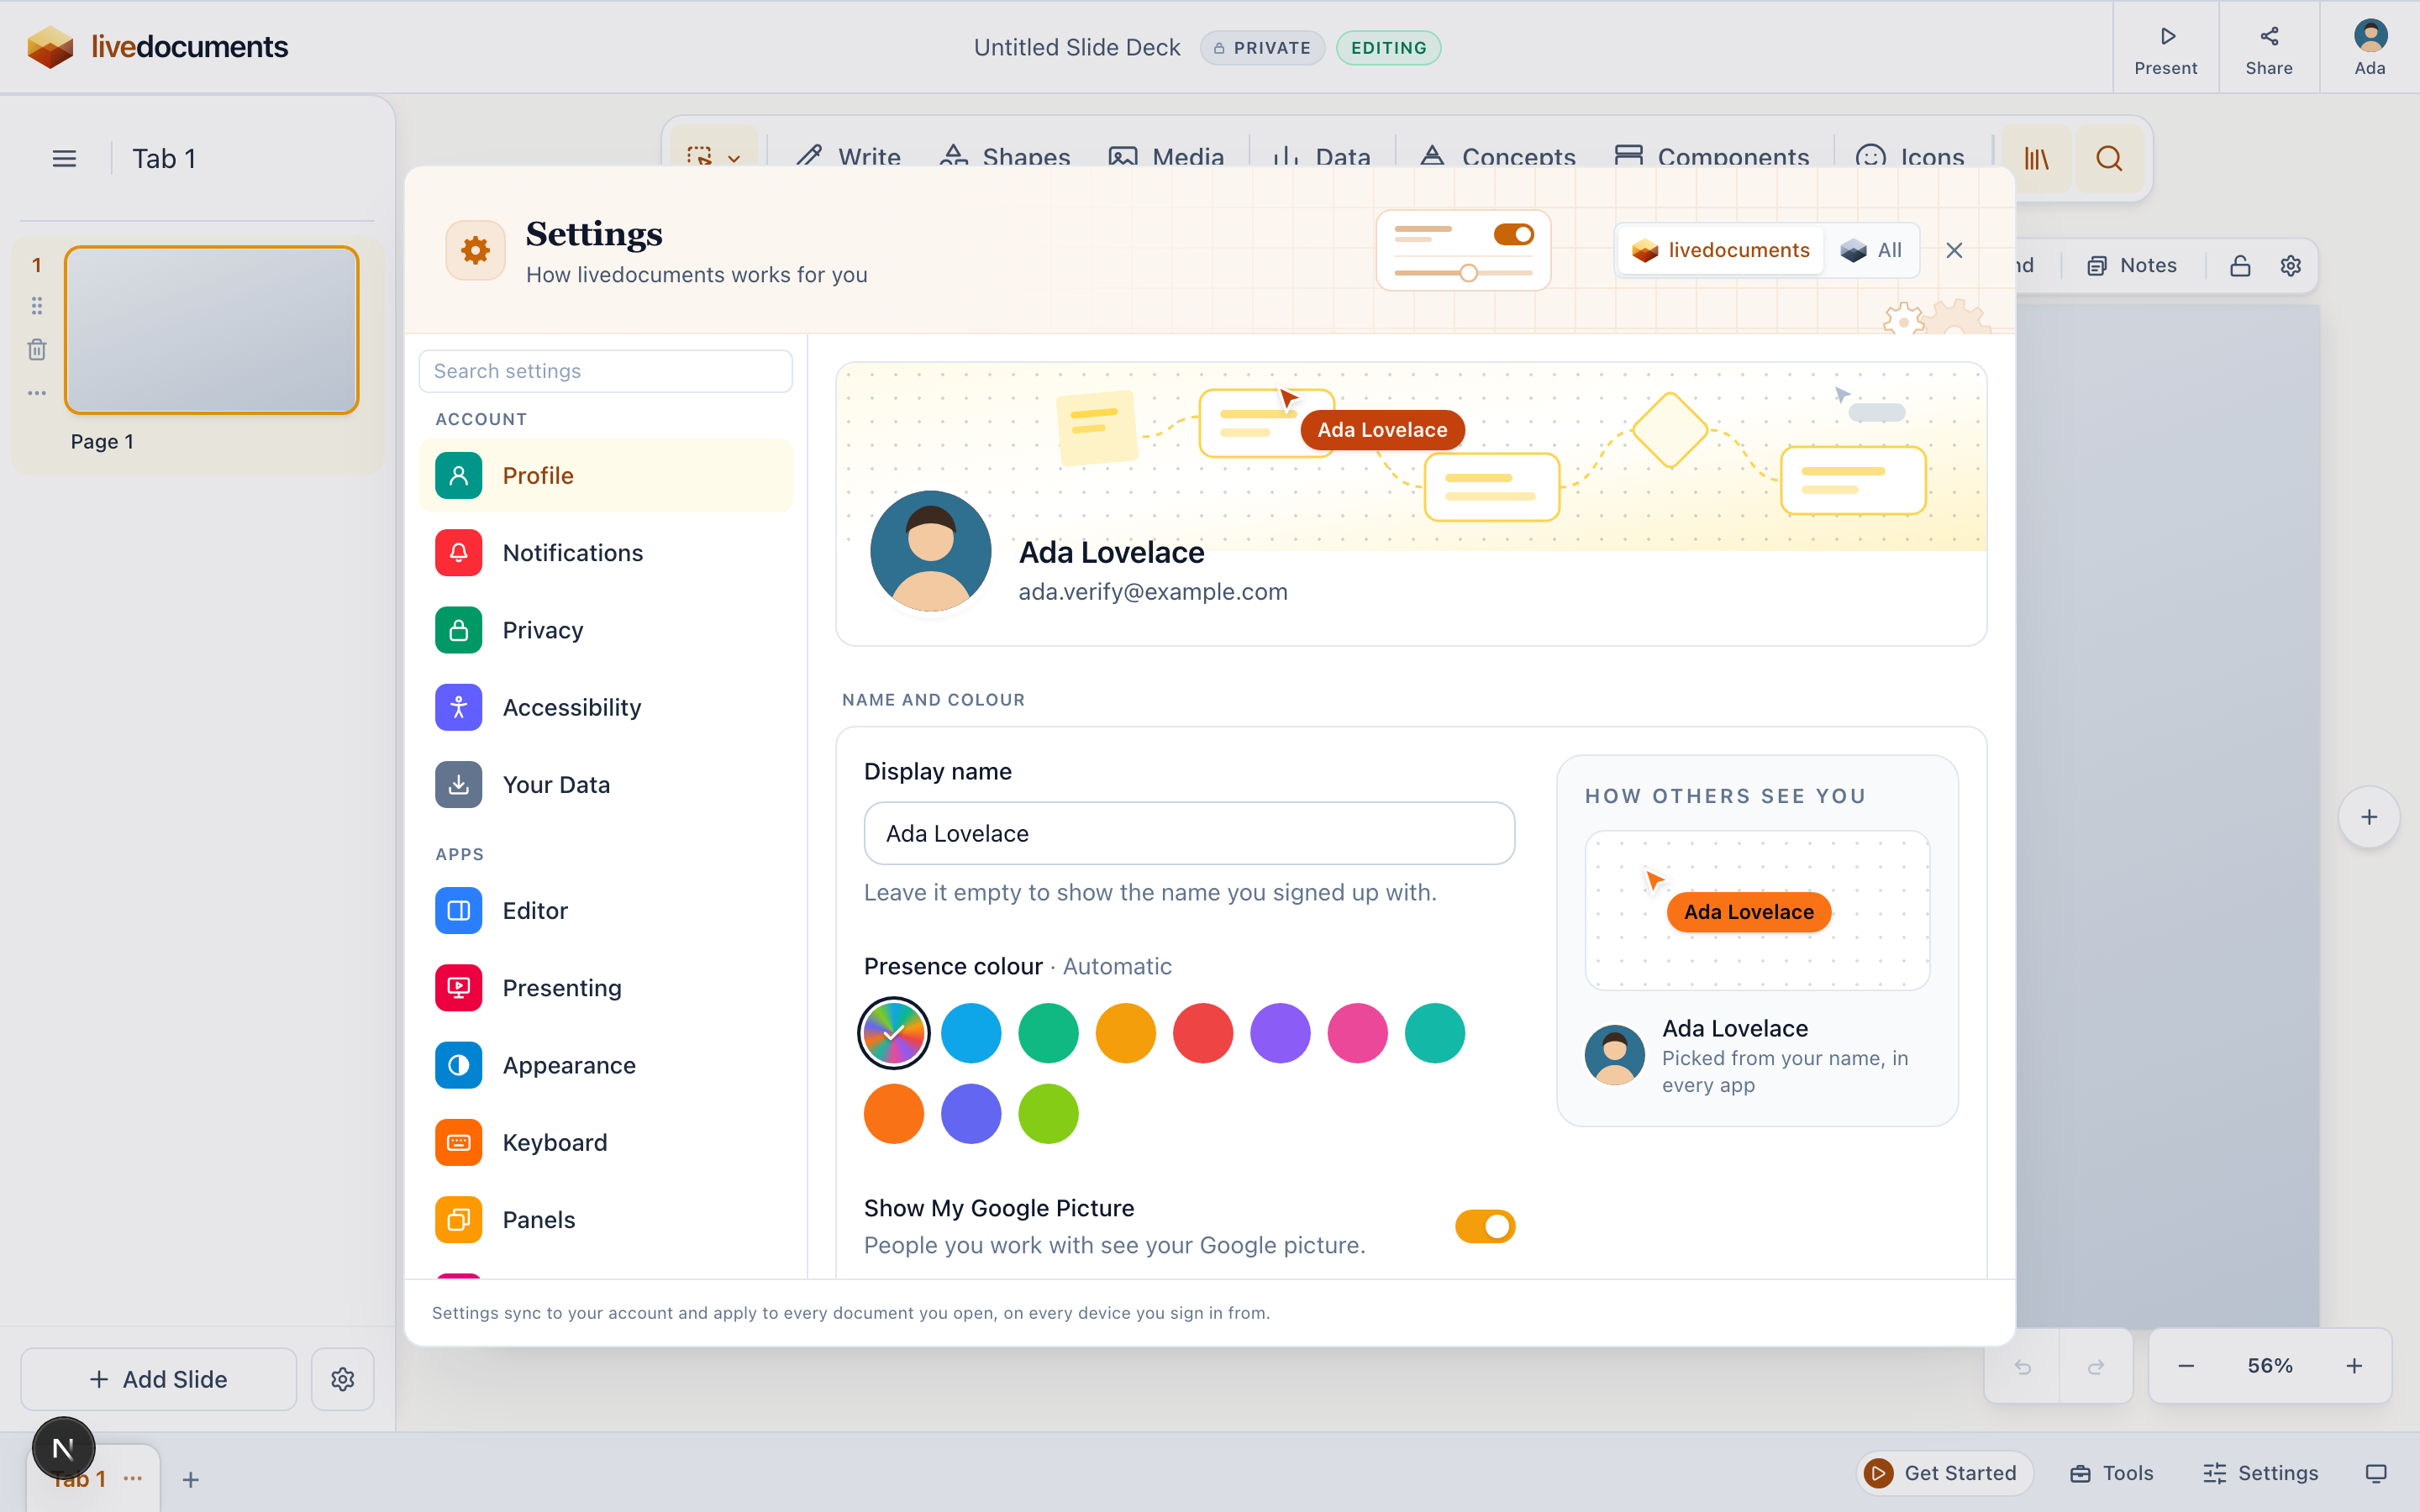 livedocuments
Untitled Slide Deck
PRIVATE
EDITING
Present
Share
Ada
Tab 1
Write
Shapes
Media
Data
Concepts
Components
Icons
1
Page 1
nd
Notes
Settings
How livedocuments works for you
livedocuments
All
Search settings
ACCOUNT
Profile
Notifications
Privacy
Accessibility
Your Data
APPS
Editor
Presenting
Appearance
Keyboard
Panels
Ada Lovelace
Ada Lovelace
ada.verify@example.com
NAME AND COLOUR
Display name
Ada Lovelace
Leave it empty to show the name you signed up with.
Presence colour · Automatic
Show My Google Picture
People you work with see your Google picture.
HOW OTHERS SEE YOU
Ada Lovelace
Ada Lovelace
Picked from your name, in
every app
Settings sync to your account and apply to every document you open, on every device you sign in from.
Add Slide
56%
N
Tab 1
Get Started
Tools
Settings